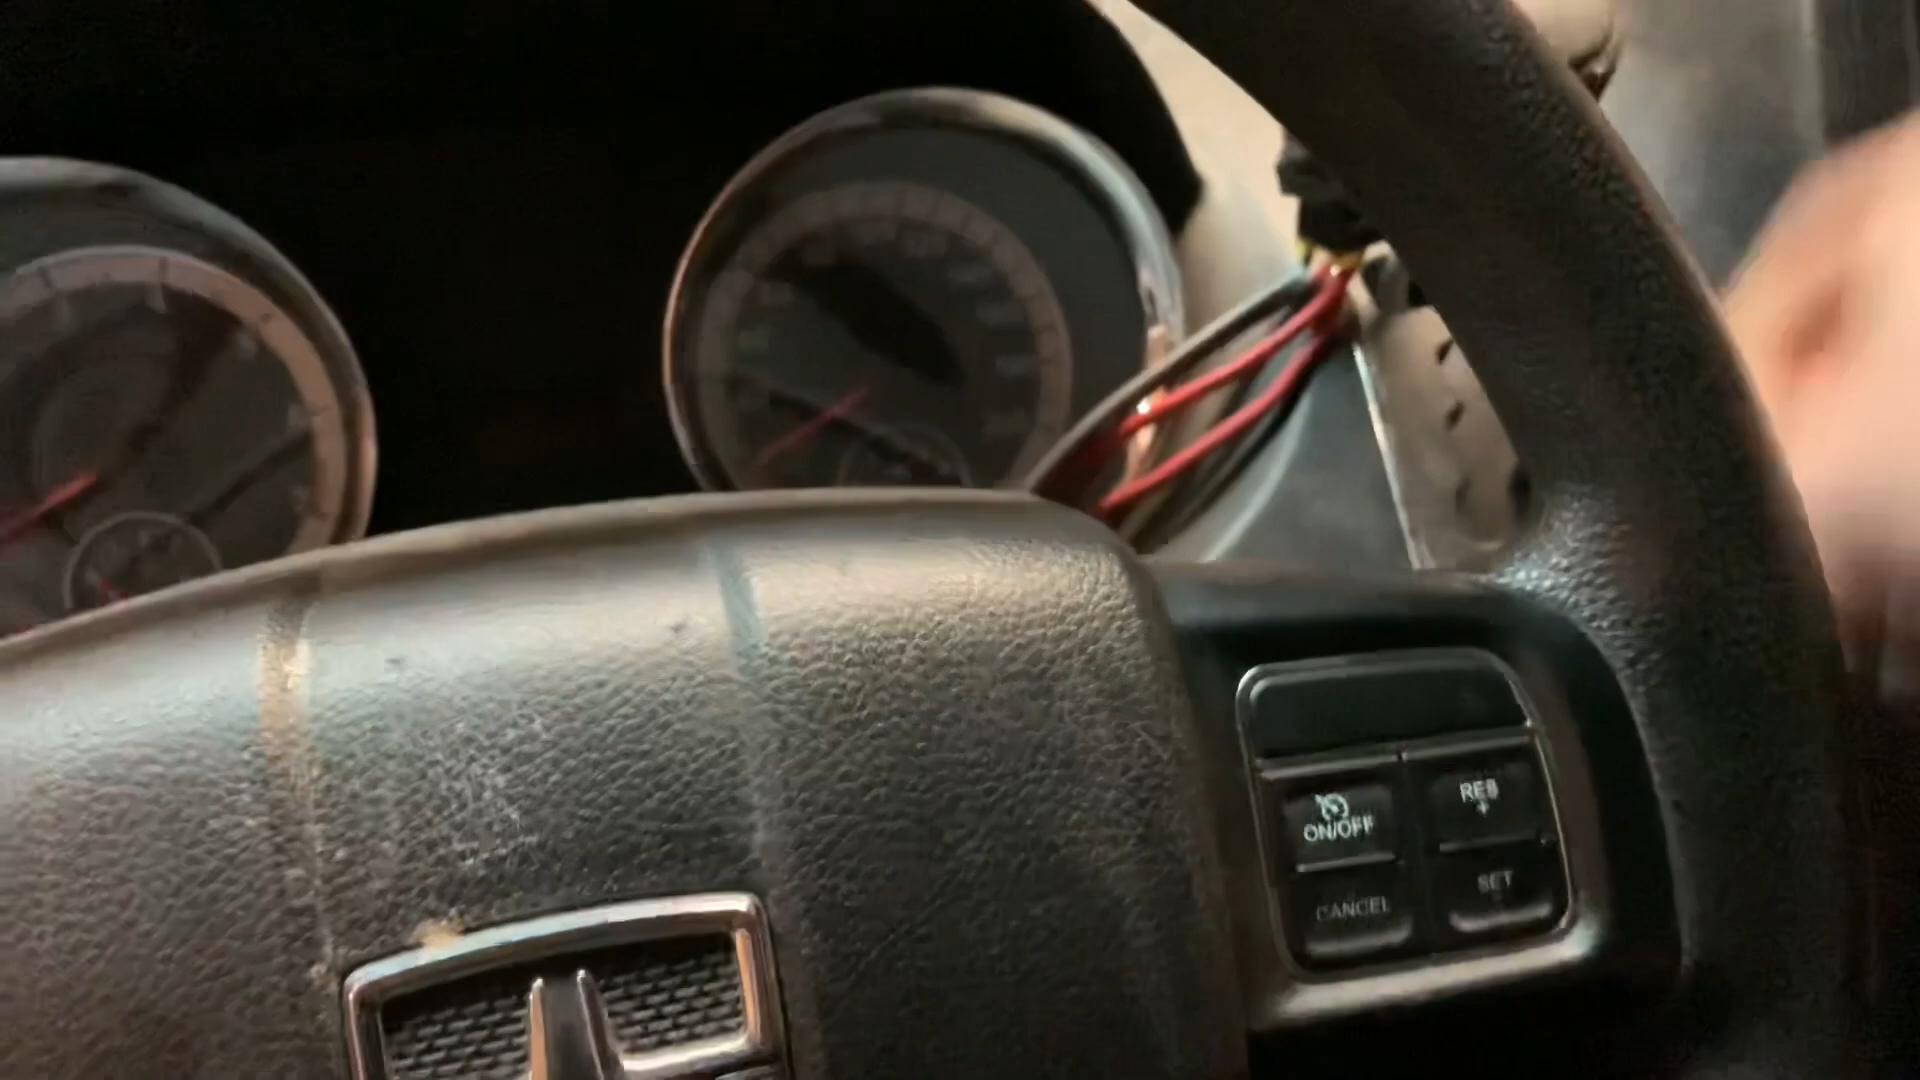 ON/OFF
RES
+
CANCEL
SET
-